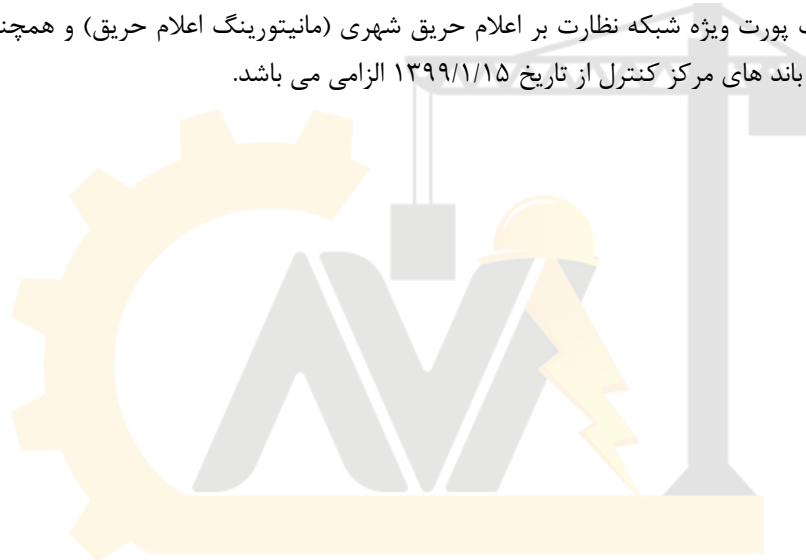 پورت ویژه شبکه نظارت بر اعلام حریق شهری (مانیتورینگ اعلام حریق) و
باند های مرکز کنترل از تاریخ ۱۳۹۹/۱/۱۵ الزامی می باشد.